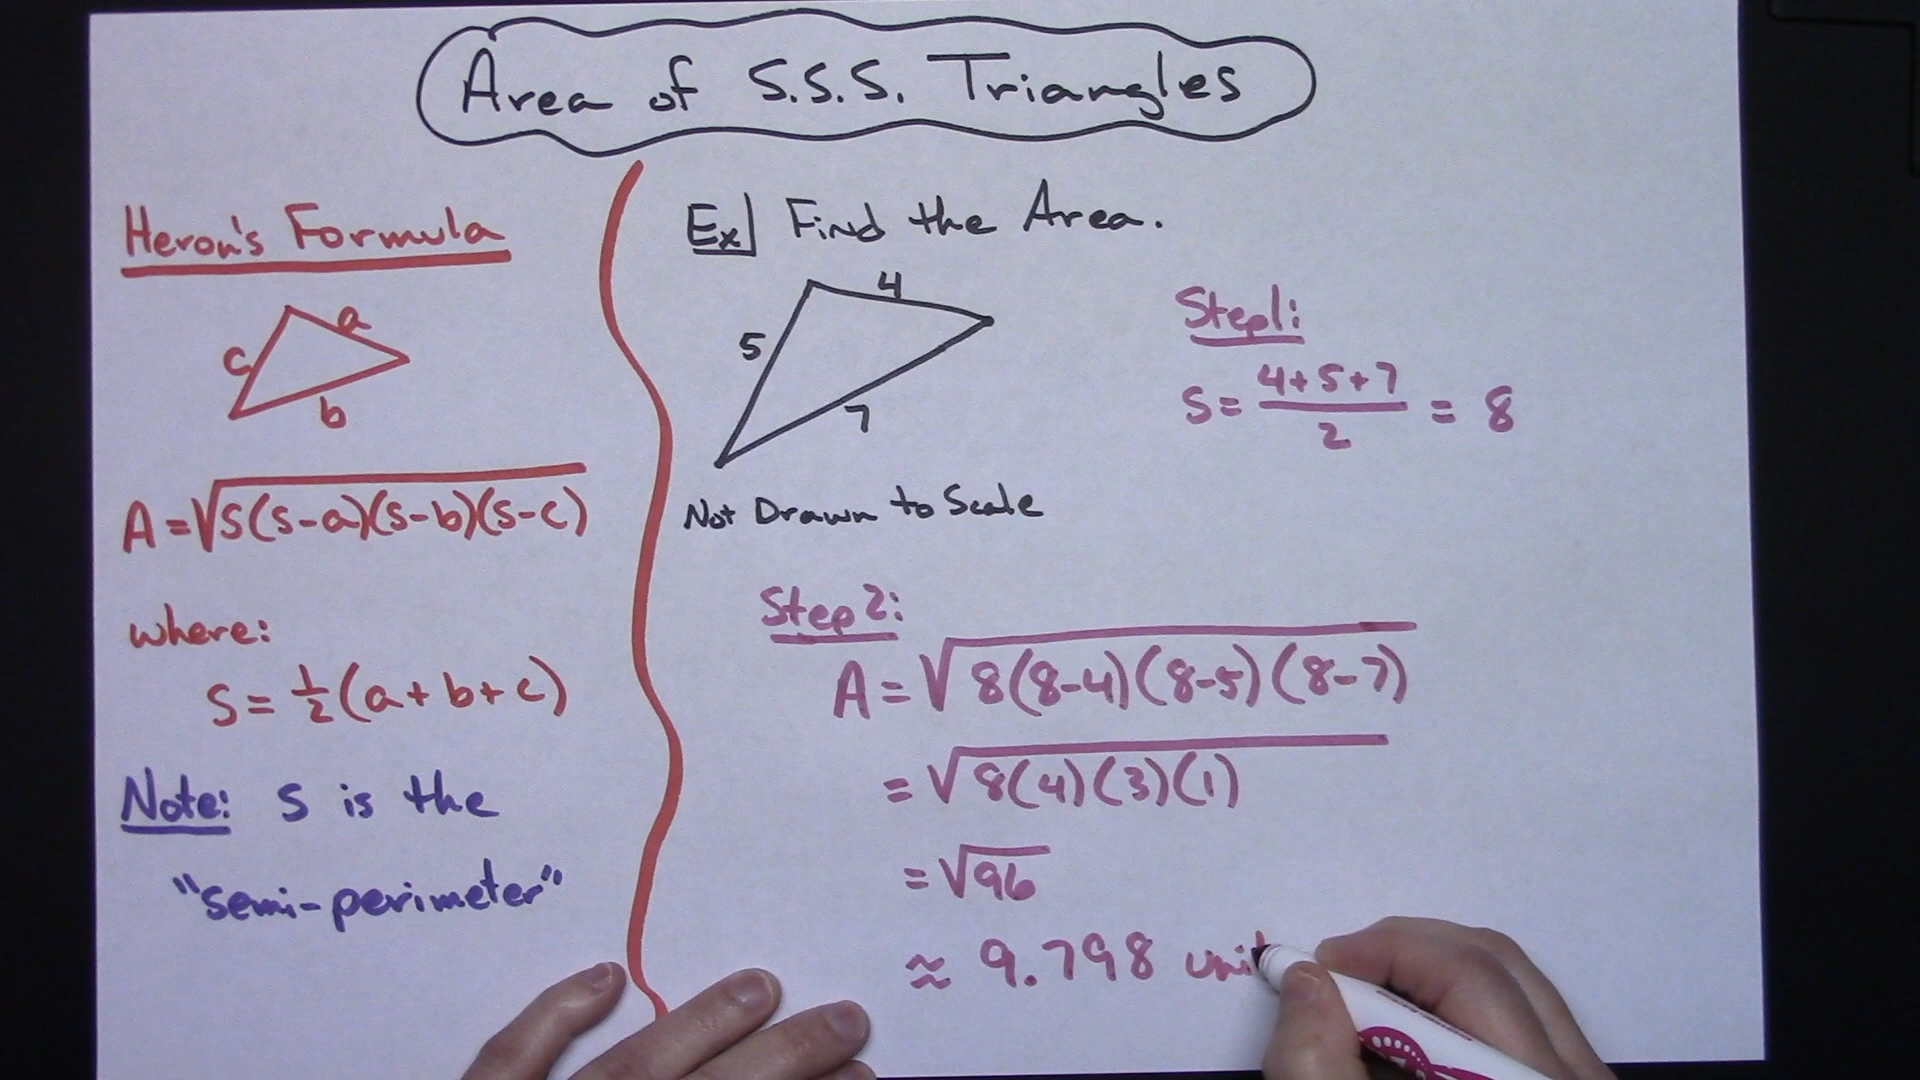 Area of S.S.S. Triangles
Heron's Formula
a
c
b
A = √S(S-a)(S-b)(S-c)
where:
S = ½(a+b+c)
Note: S is the
"semi-perimeter"
Ex] Find the Area.
4
5
7
Not Drawn to Scale
Step 1:
S = (4+5+7)/2 = 8
Step 2:
A = √8(8-4)(8-5)(8-7)
= √8(4)(3)(1)
= √96
≈ 9.798 unit